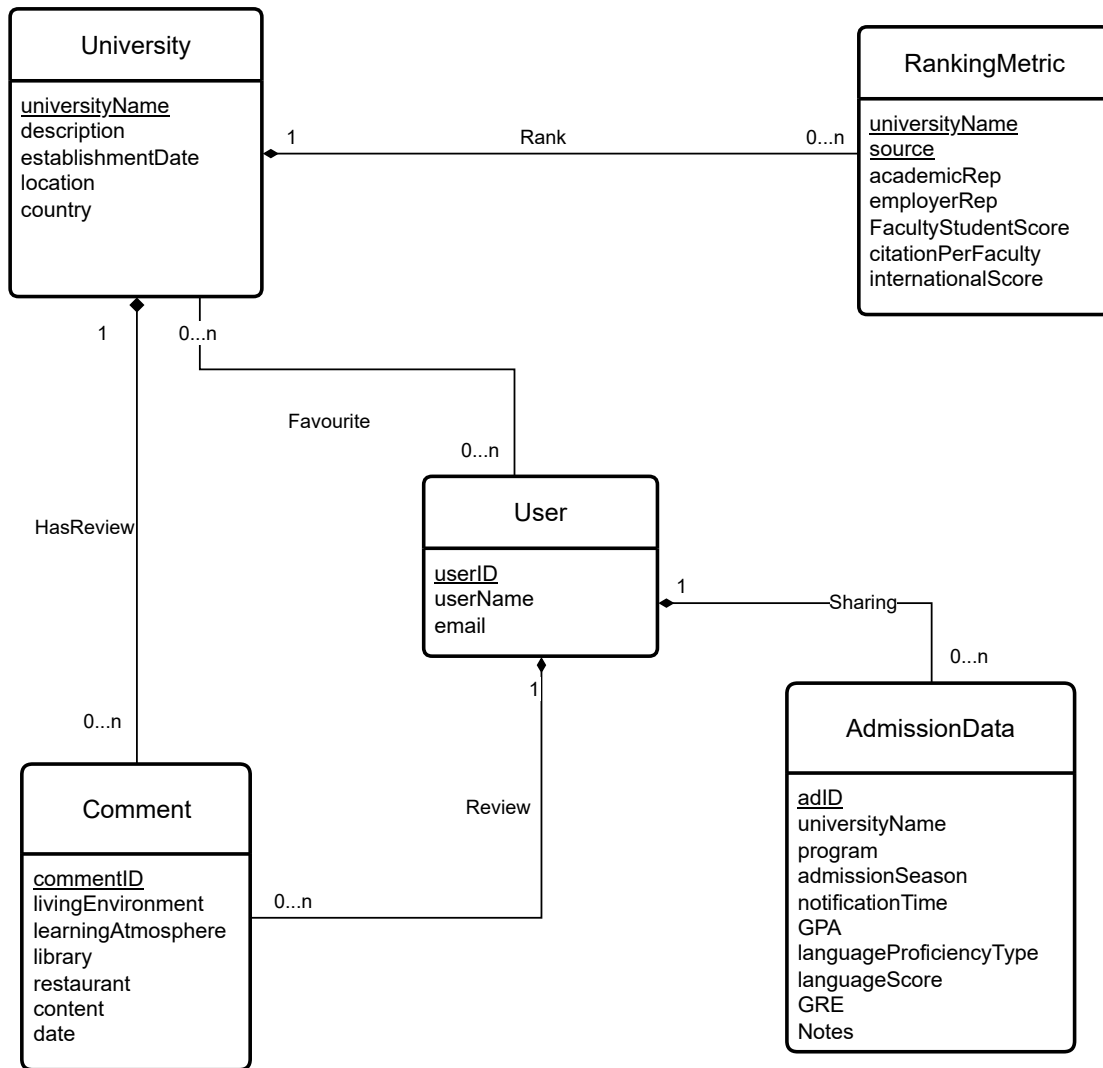 University
universityName
description
establishmentDate
location
country
RankingMetric
universityName
source
academicRep
employerRep
FacultyStudentScore
citationPerFaculty
internationalScore
1
Rank
0...n
1
0...n
Favourite
0...n
HasReview
0...n
User
userID
userName
email
1
Sharing
0...n
1
Review
0...n
Comment
commentID
livingEnvironment
learningAtmosphere
library
restaurant
content
date
AdmissionData
adID
universityName
program
admissionSeason
notificationTime
GPA
languageProficiencyType
languageScore
GRE
Notes